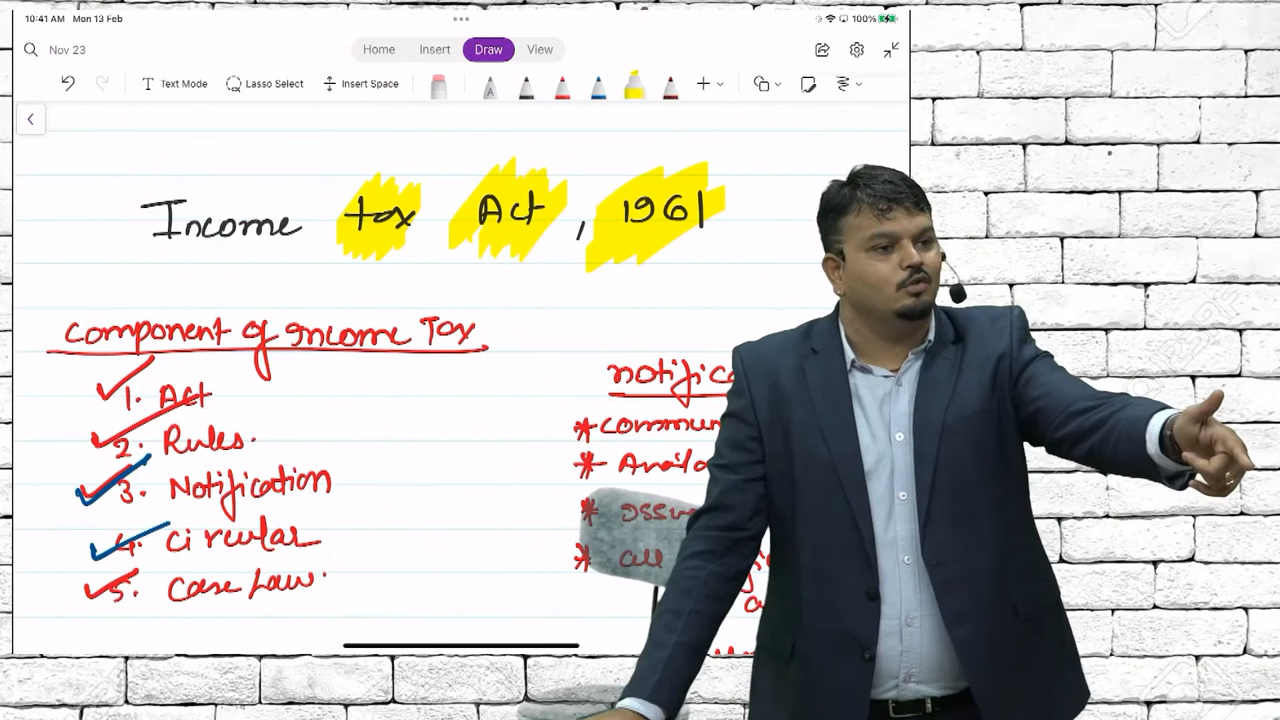 10:41 AM Mon 13 Feb
100%
Nov 23
Home Insert Draw View
Text Mode Lasso Select Insert Space
Income Tax Act, 1961
Component of Income Tax
1. Act
2. Rules.
3. Notification
4. Circular
5. Case Law.
notific
* commun
* Availa
* Issue
* All